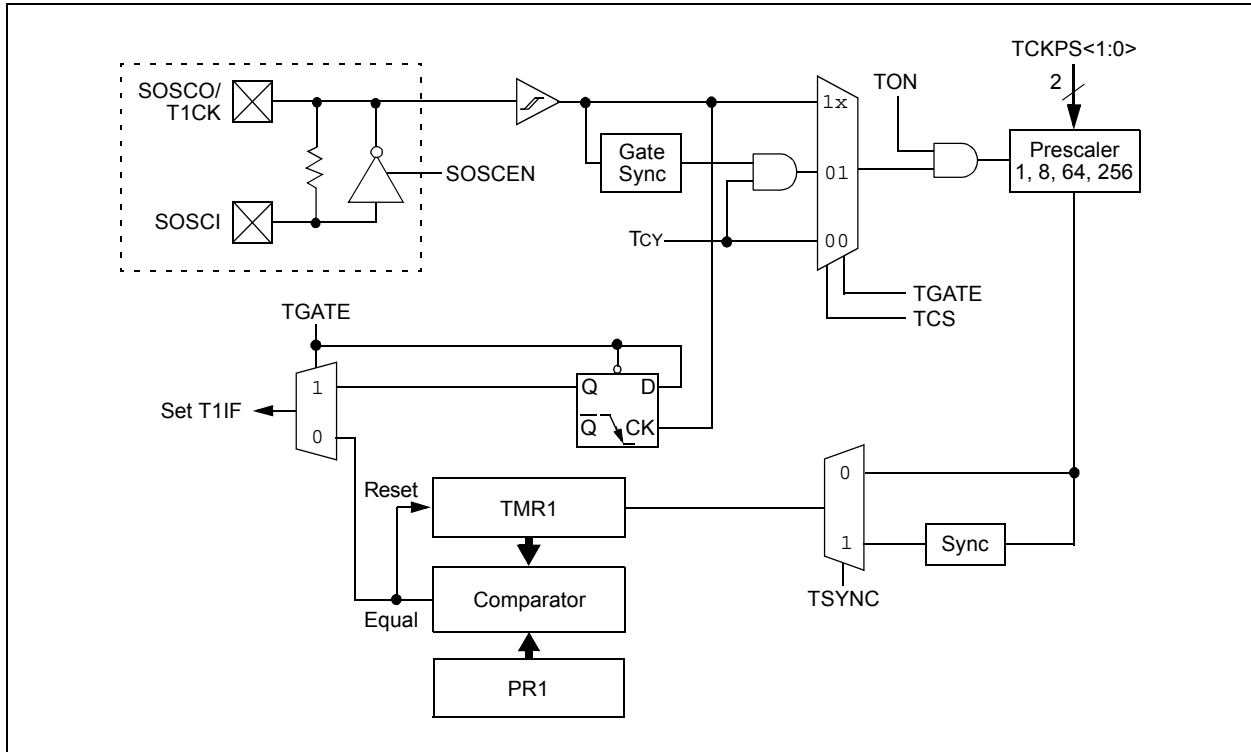 TCKPS<1:0>
2
SOSCO/
T1CK
TON
1x
Gate
Sync
Prescaler
1, 8, 64, 256
SOSCEN
01
SOSCI
TCY
00
TGATE
TCS
TGATE
1
Q
D
Set T1IF
Q
CK
0
Reset
TMR1
0
1
Sync
Comparator
TSYNC
Equal
PR1